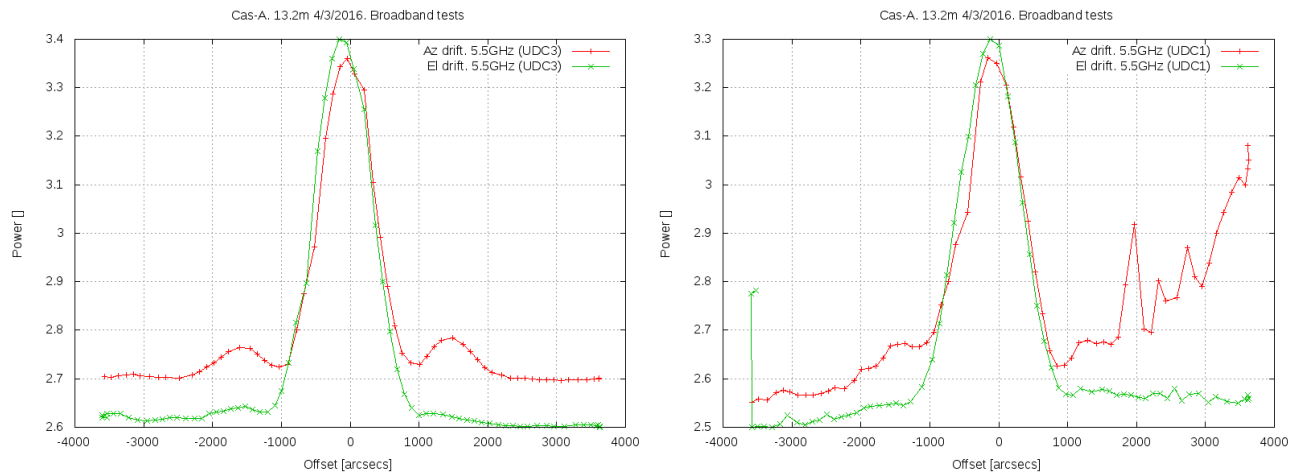 Cas-A. 13.2m 4/3/2016. Broadband tests
Az drift. 5.5GHz (UDC3)
El drift. 5.5GHz (UDC3)
3.4
3.3
3.2
3.1
3
2.9
2.8
2.7
2.6
Power []
-4000 -3000 -2000 -1000 0 1000 2000 3000 4000
Offset [arcsecs]
Cas-A. 13.2m 4/3/2016. Broadband tests
Az drift. 5.5GHz (UDC1)
El drift. 5.5GHz (UDC1)
3.3
3.2
3.1
3
2.9
2.8
2.7
2.6
2.5
Power []
-4000 -3000 -2000 -1000 0 1000 2000 3000 4000
Offset [arcsecs]